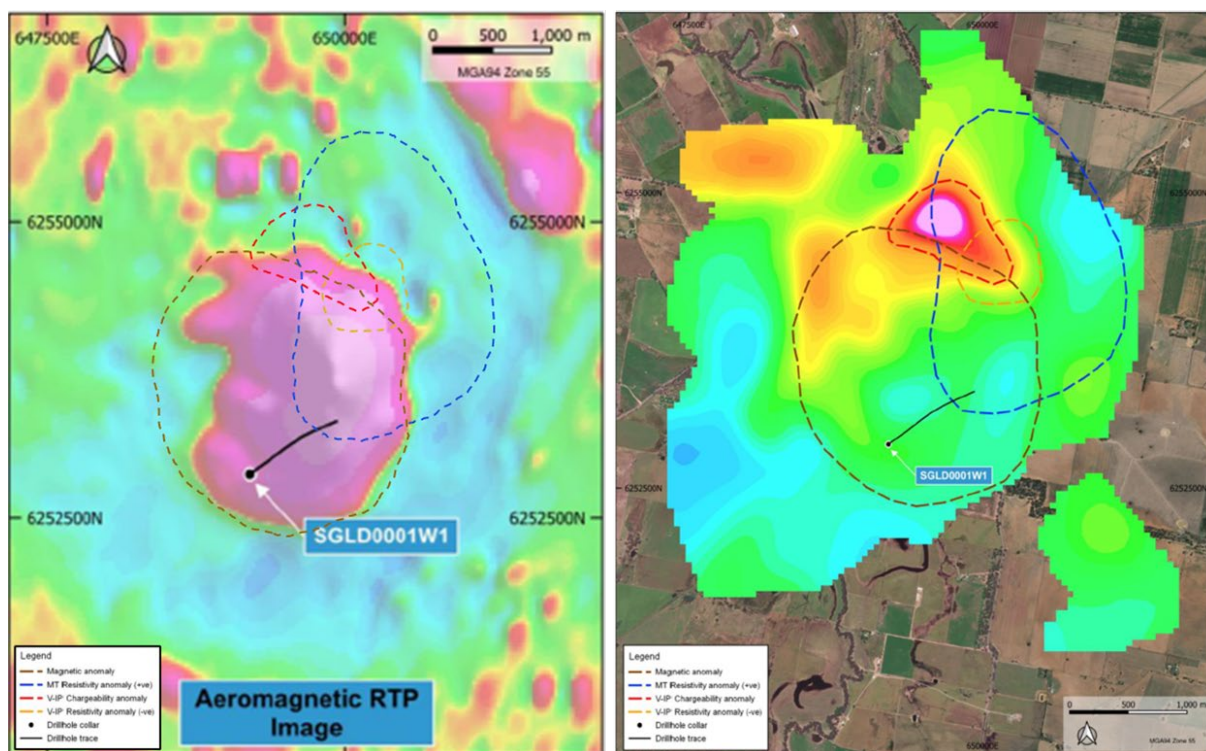 647500E
650000E
0 500 1,000 m
MGA94 Zone 55
6255000N
6255000N
6252500N
6252500N
SGLD0001W1
Legend
Magnetic anomaly
MT Resistivity anomaly (+ve)
V-IP Chargeability anomaly
V-IP Resistivity anomaly (-ve)
Drillhole collar
Drillhole trace
Aeromagnetic RTP
Image
647500E
650000E
6255000N
6255000N
6252500N
6252500N
SGLD0001W1
Legend
Magnetic anomaly
MT Resistivity anomaly (+ve)
V-IP Chargeability anomaly
V-IP Resistivity anomaly (-ve)
Drillhole collar
Drillhole trace
0 500 1,000 m
MGA94 Zone 55
650000E